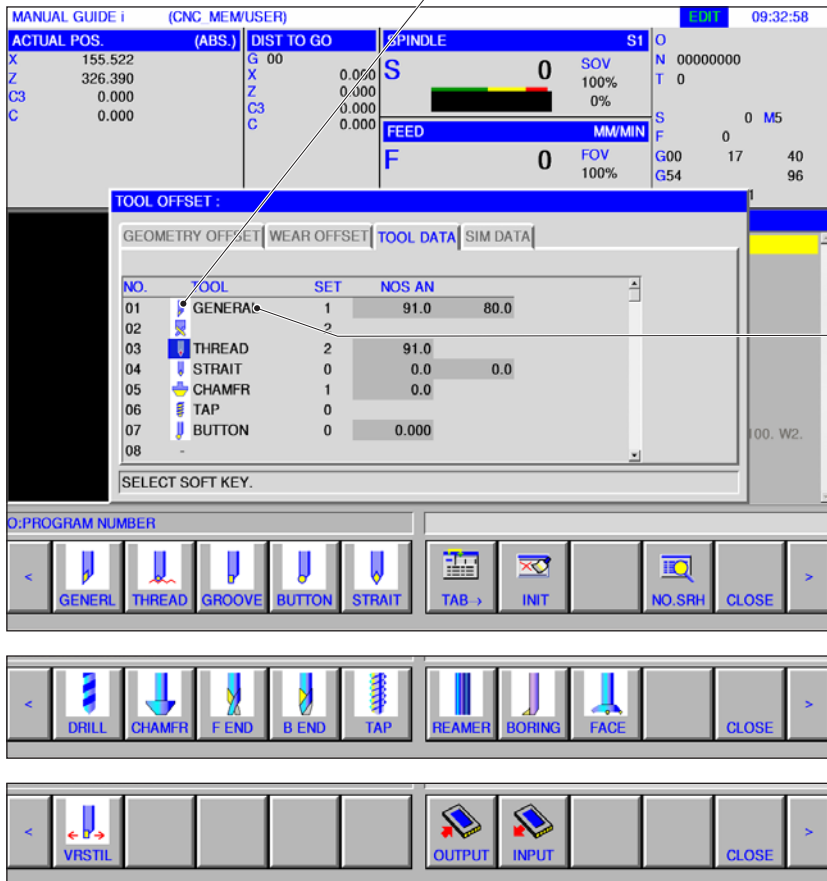 MANUAL GUIDE i (CNC_MEM/USER) EDIT 09:32:58
ACTUAL POS. (ABS.)
X 155.522
Z 326.390
C3 0.000
C 0.000
DIST TO GO
G 00
X 0.000
Z 0.000
C3 0.000
C 0.000
SPINDLE S1
S 0 SOV
100%
0%
FEED MM/MIN
F 0 FOV
100%
O
N 00000000
T 0
S 0 M5
F 0
G00 17 40
G54 96
1
TOOL OFFSET :
GEOMETRY OFFSET WEAR OFFSET TOOL DATA SIM DATA
NO. TOOL SET NOS AN
01 GENERAL 1 91.0 80.0
02 2
03 THREAD 2 91.0
04 STRAIT 0 0.0 0.0
05 CHAMFR 1 0.0
06 TAP 0
07 BUTTON 0 0.000
08 -
100. W2.
SELECT SOFT KEY.
O:PROGRAM NUMBER
< GENERL THREAD GROOVE BUTTON STRAIT TAB→ INIT NO.SRH CLOSE >
< DRILL CHAMFR F END B END TAP REAMER BORING FACE CLOSE >
< VRSTIL OUTPUT INPUT CLOSE >